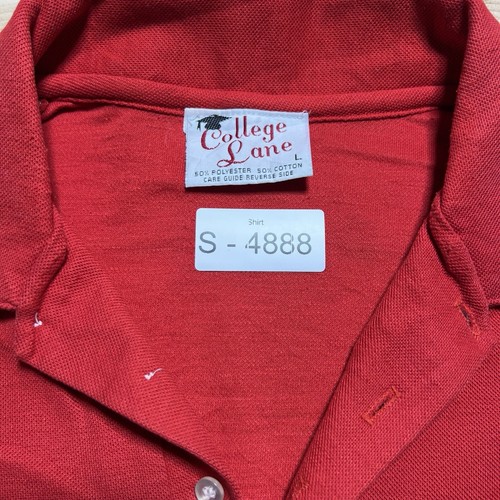 College
Lane
L
50% POLYESTER 50% COTTON
CARE GUIDE REVERSE SIDE
Shirt
S - 4888